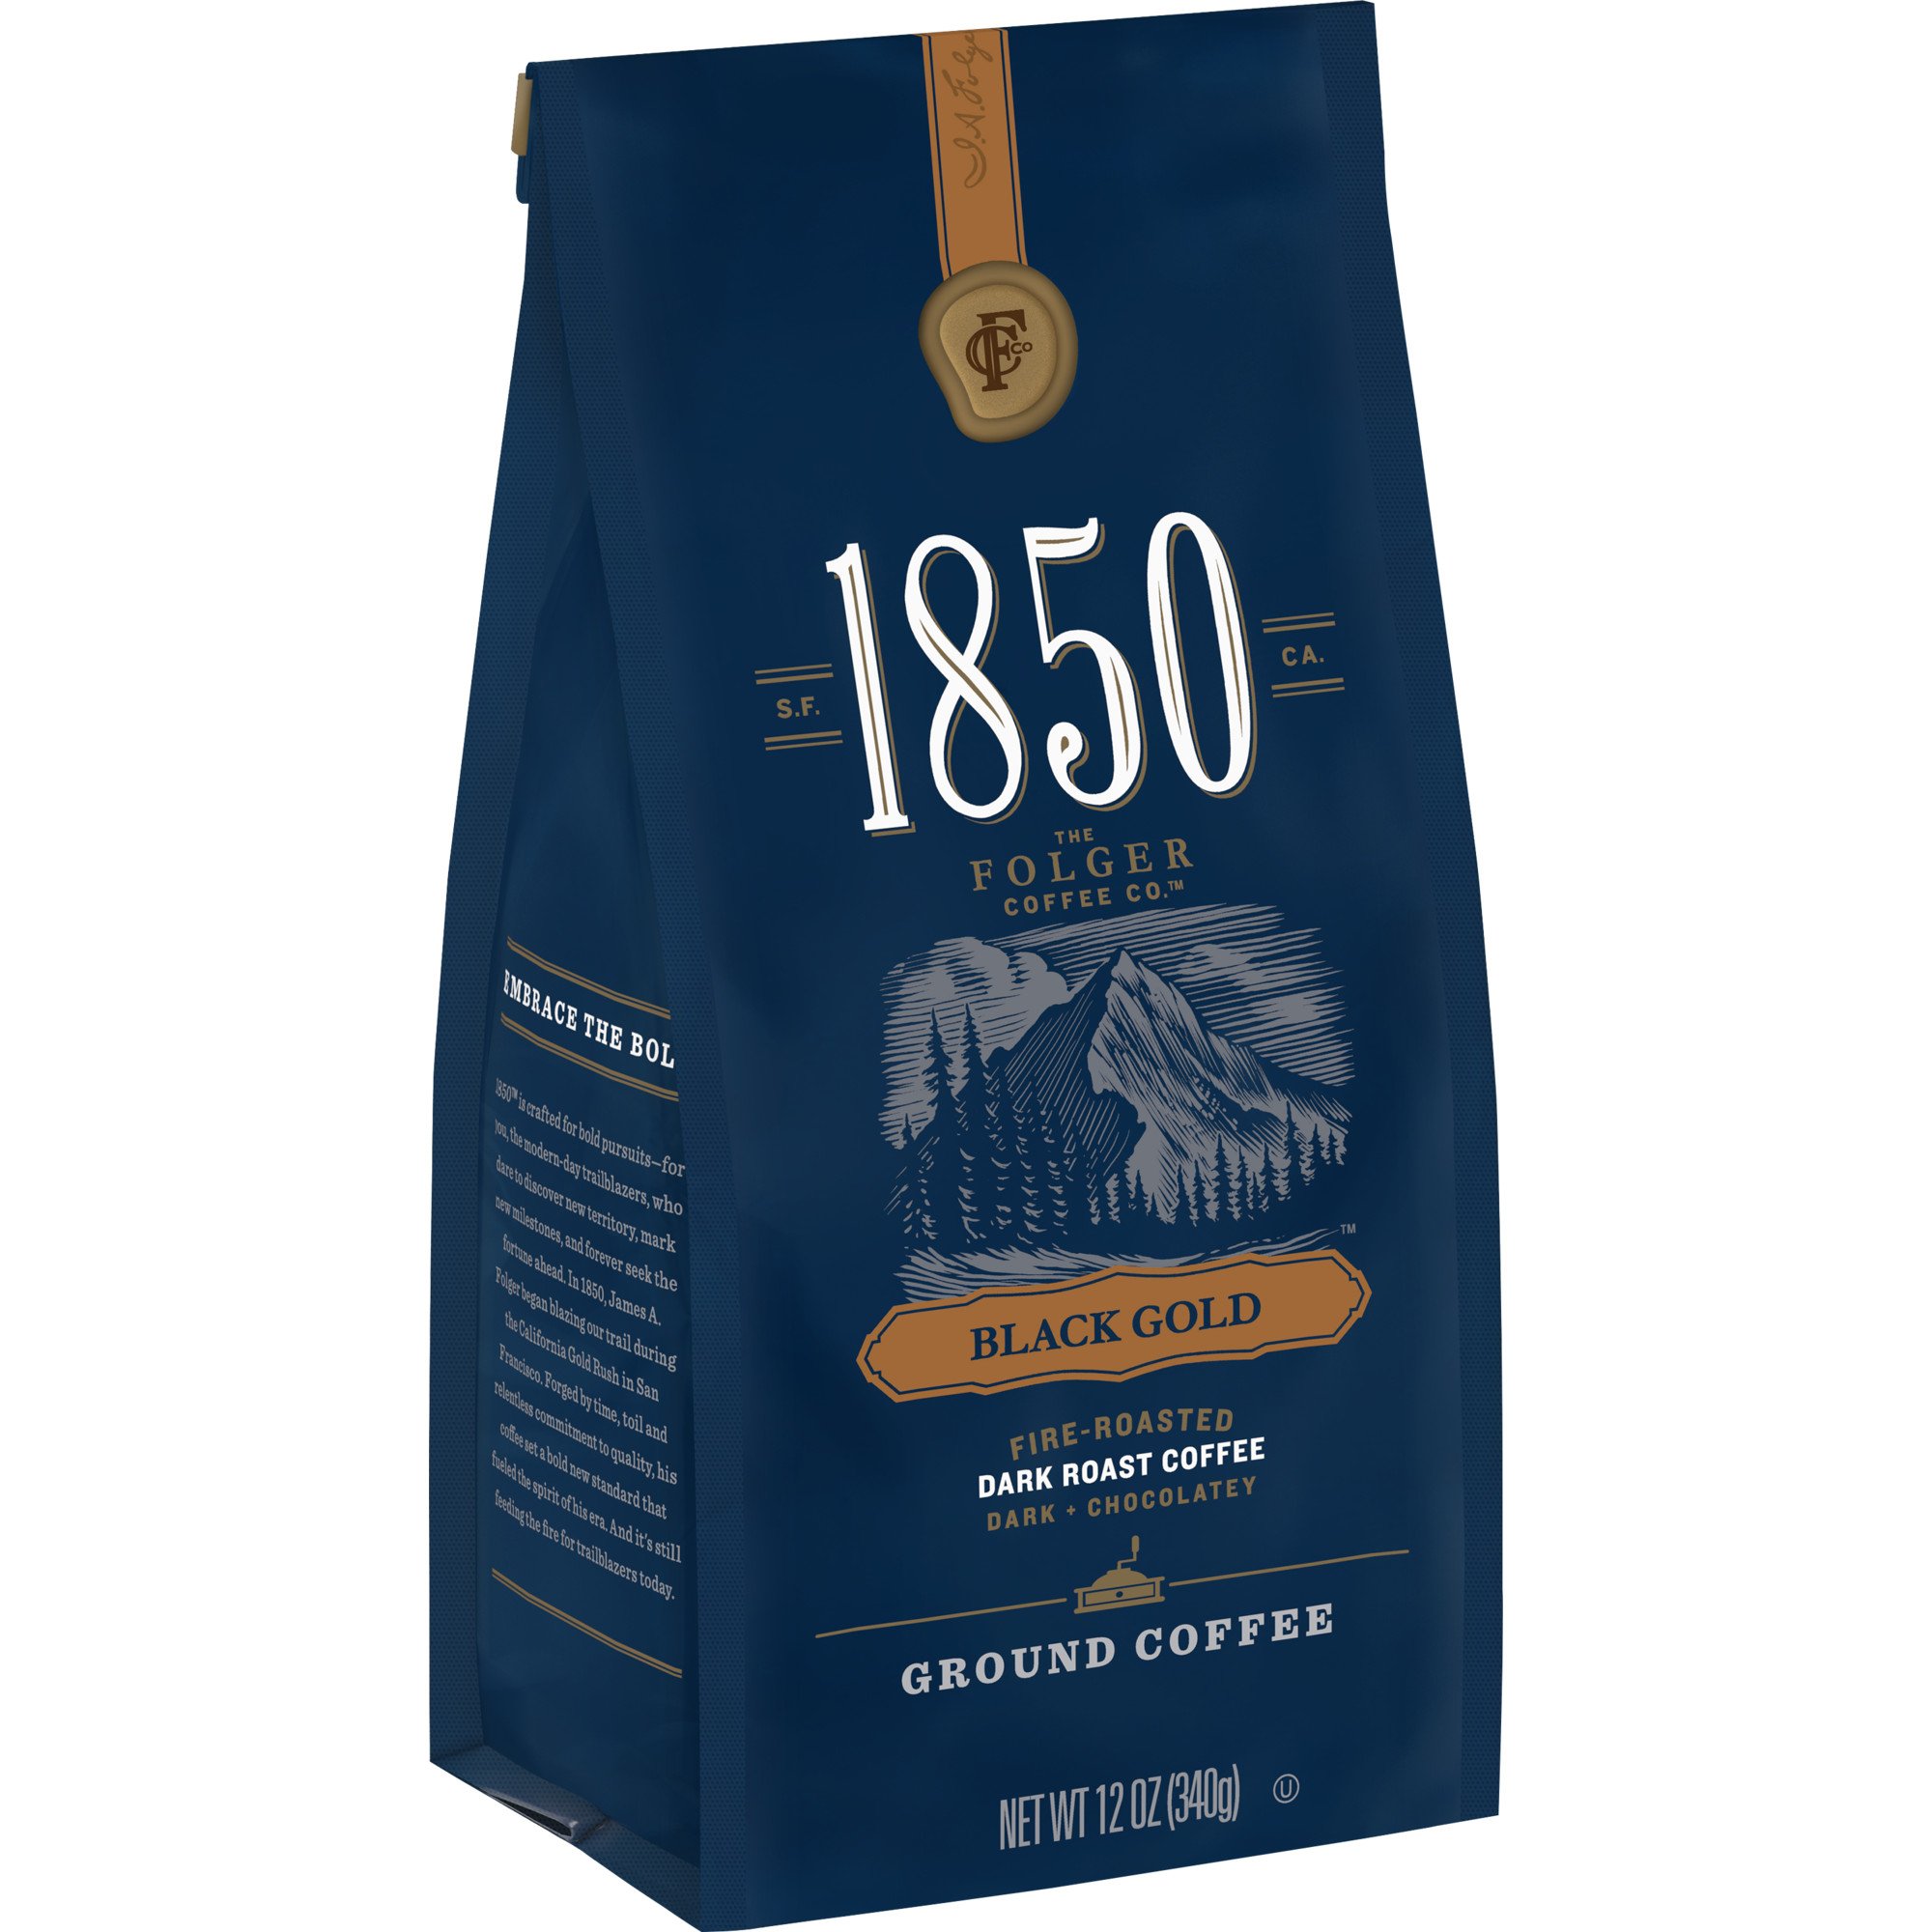 J.A. Folge
FC CO
1850
S.F.
CA.
THE
FOLGER
COFFEE CO.™
™
BLACK GOLD
FIRE-ROASTED
DARK ROAST COFFEE
DARK + CHOCOLATEY
GROUND COFFEE
NET WT 12 OZ (340g)
U
EMBRACE THE BOL
1850™ is crafted for bold pursuits—for
you, the modern-day trailblazers, who
dare to discover new territory, mark
new milestones, and forever seek the
fortune ahead. In 1850, James A.
Folger began blazing our trail during
the California Gold Rush in San
Francisco. Forged by time, toil and
relentless commitment to quality, his
coffee set a bold new standard that
fueled the spirit of his era. And it's still
feeding the fire for trailblazers today.